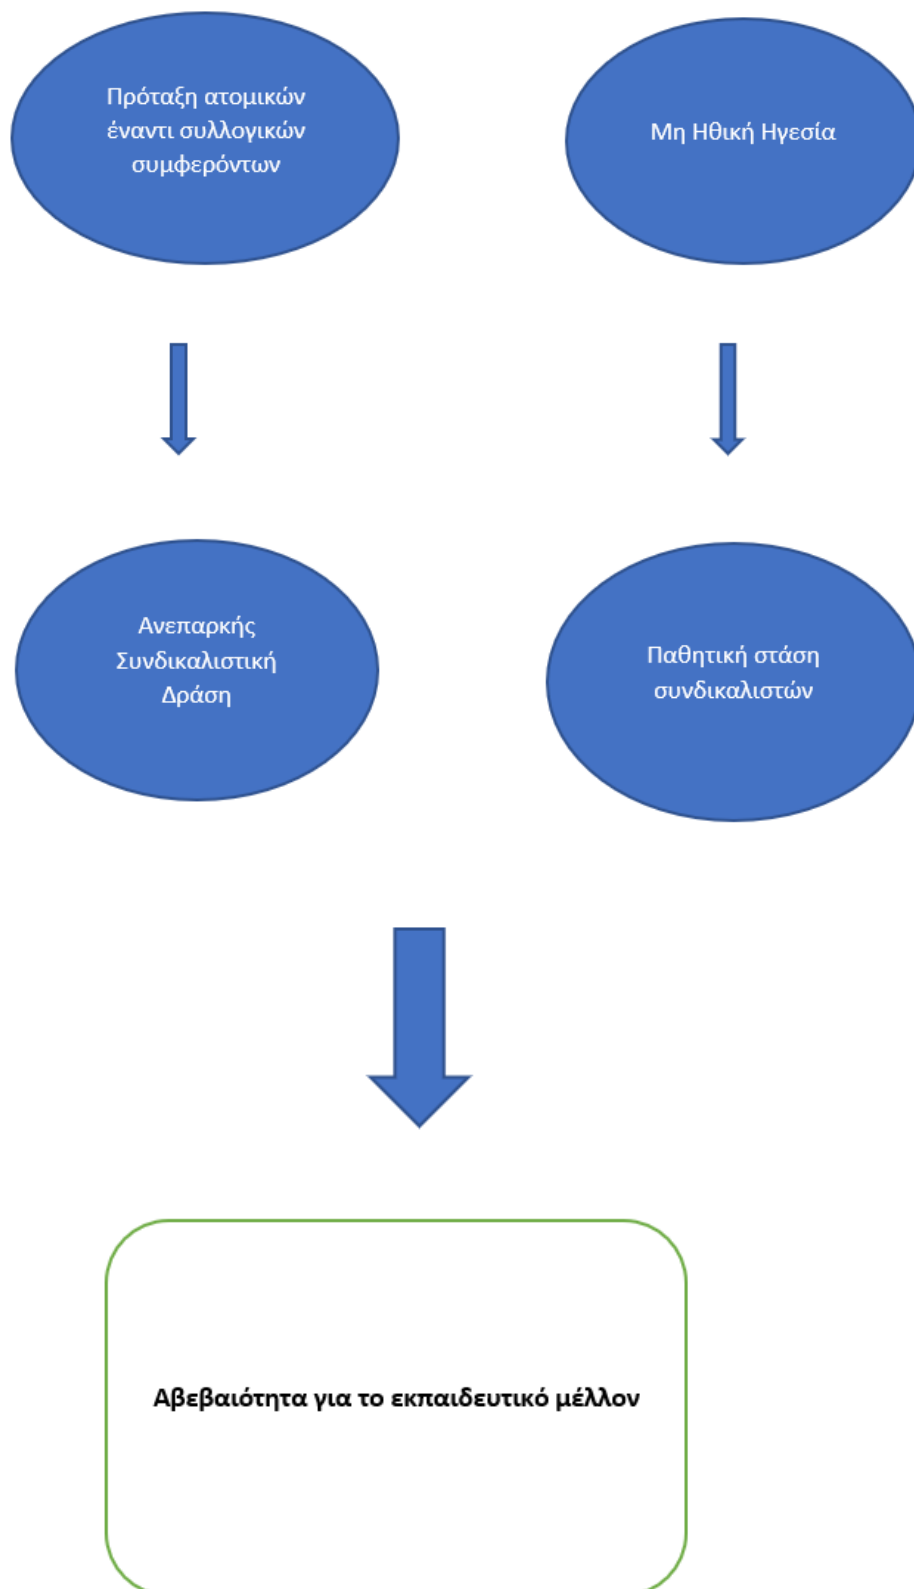 Πρόταξη ατομικών
έναντι συλλογικών
συμφερόντων
Μη Ηθική Ηγεσία
Ανεπαρκής
Συνδικαλιστική
Δράση
Παθητική στάση
συνδικαλιστών
Αβεβαιότητα για το εκπαιδευτικό μέλλον